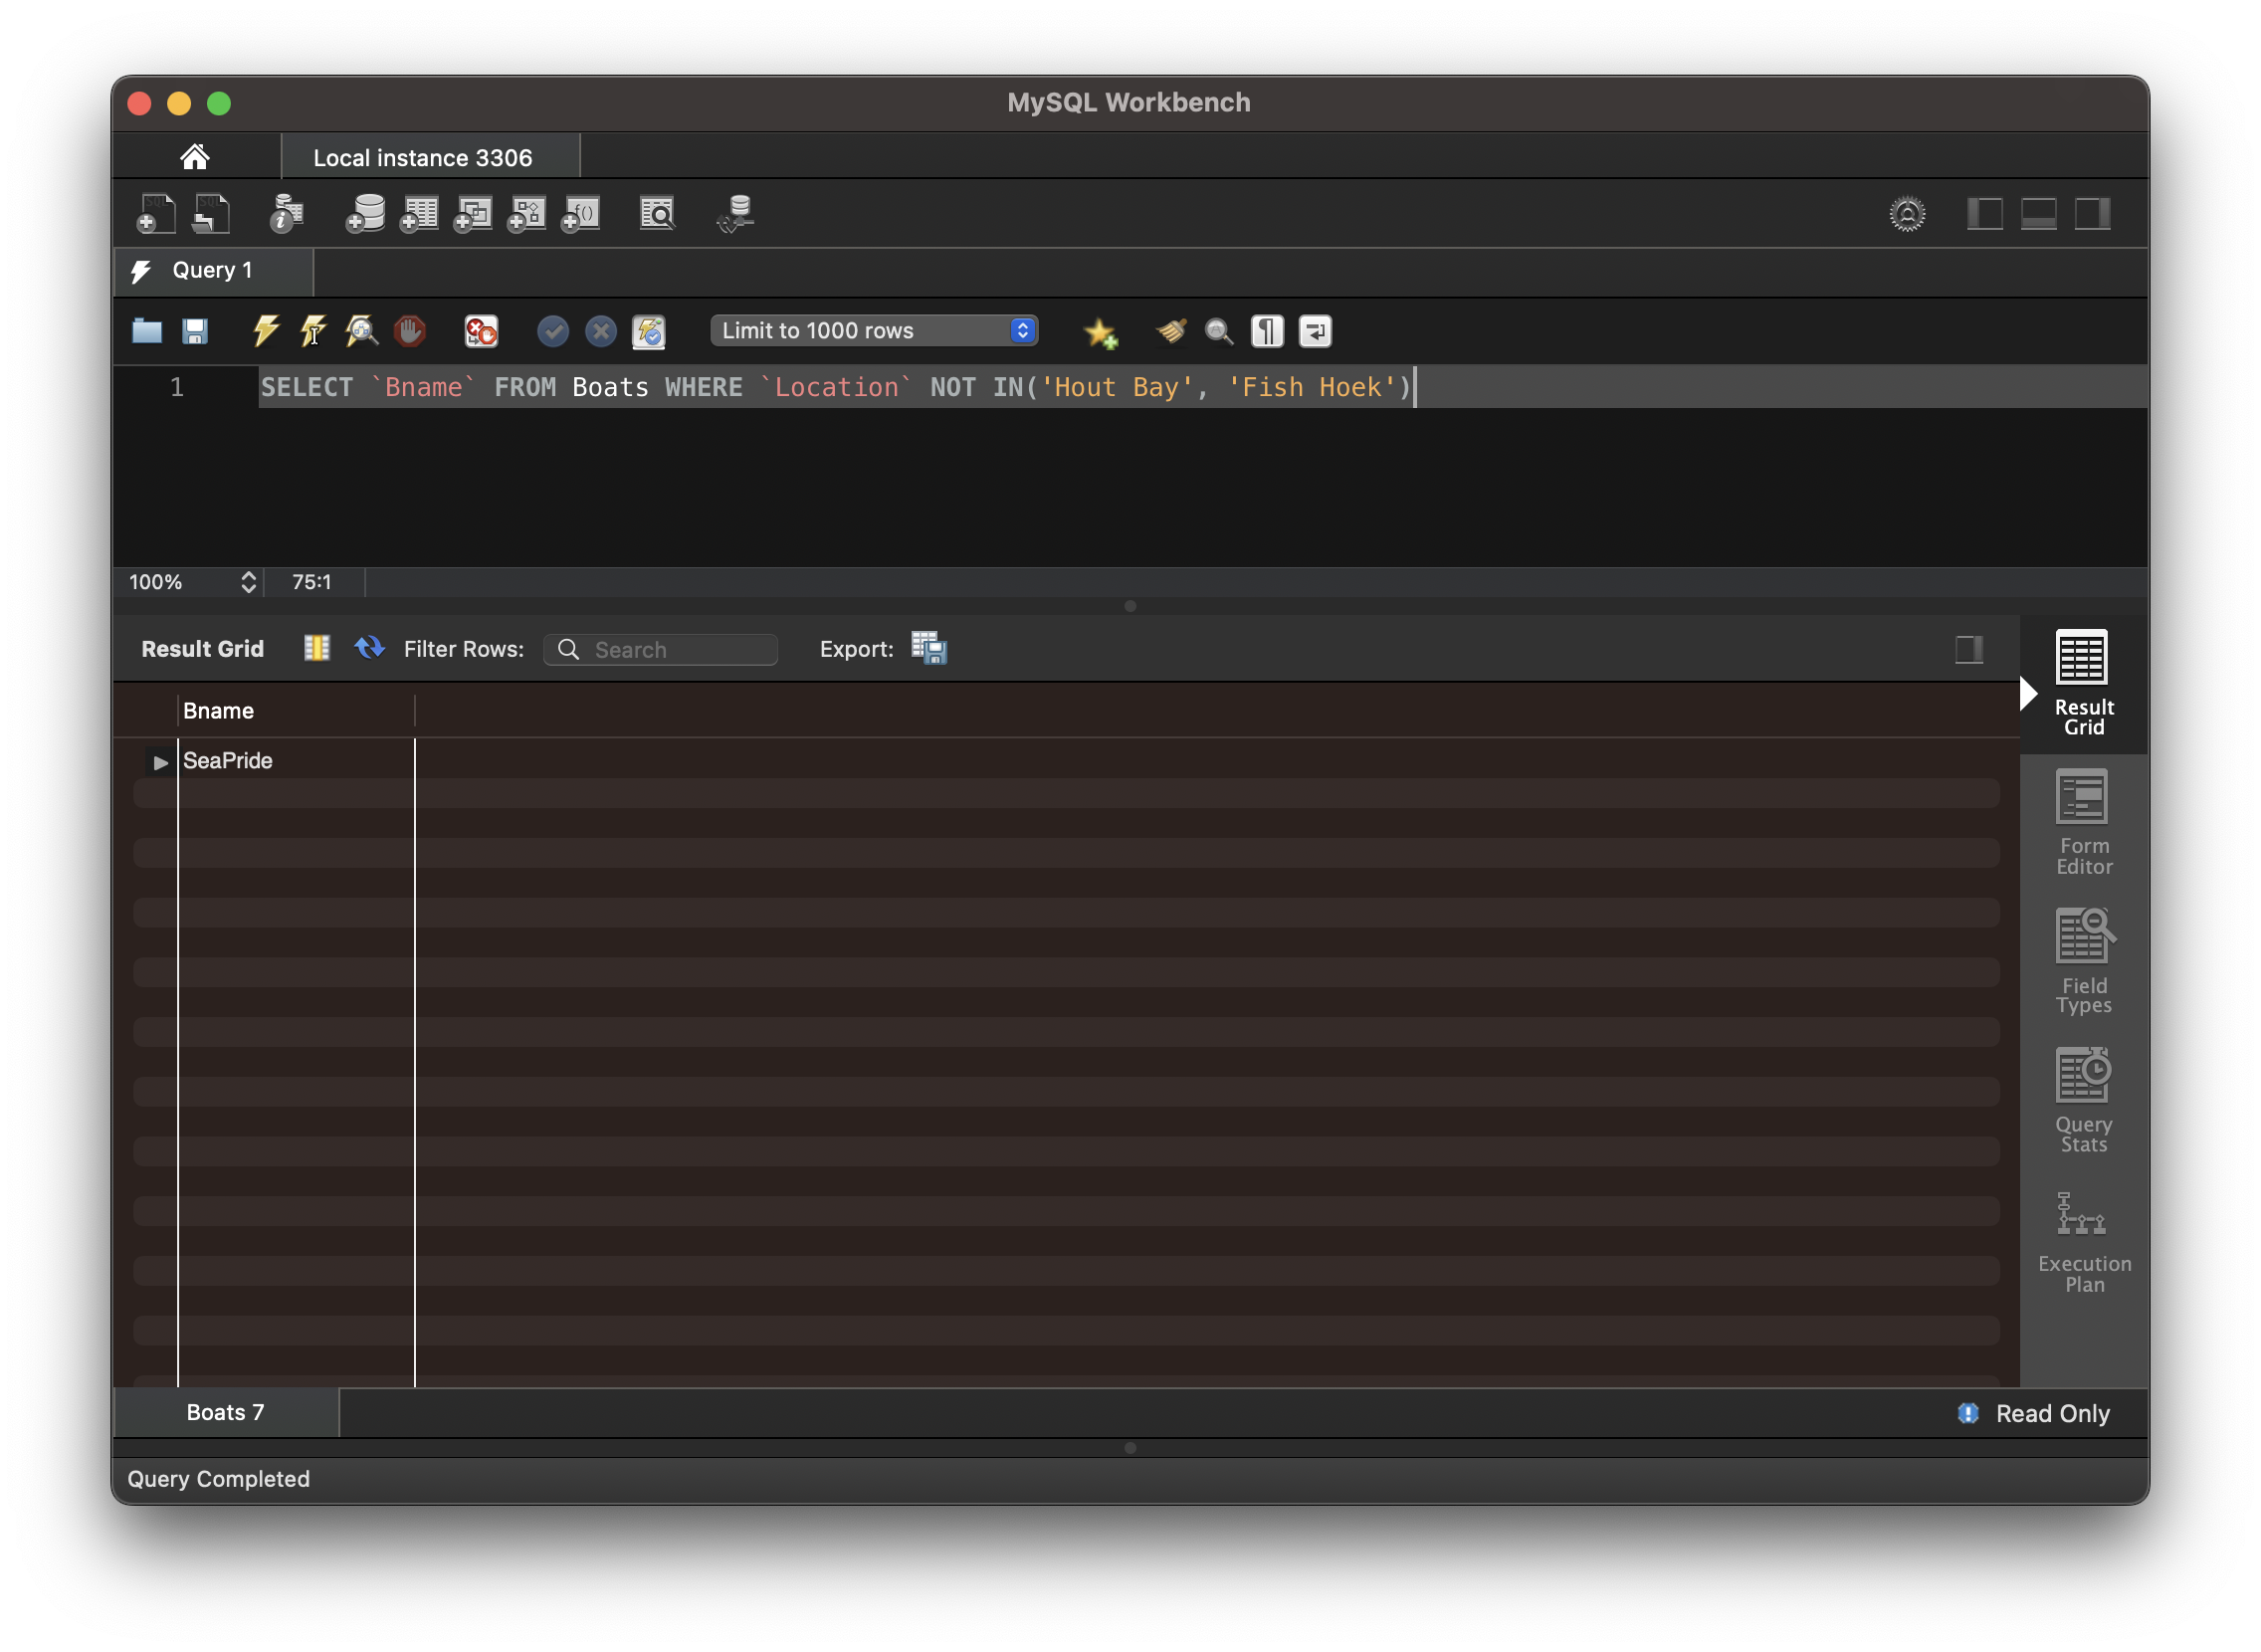 MySQL Workbench
Local instance 3306
Query 1
Limit to 1000 rows
1 SELECT `Bname` FROM Boats WHERE `Location` NOT IN('Hout Bay', 'Fish Hoek')
100% 75:1
Result Grid Filter Rows: Search Export:
Result
Grid
Bname
SeaPride
Form
Editor
Field
Types
Query
Stats
Execution
Plan
Boats 7 Read Only
Query Completed